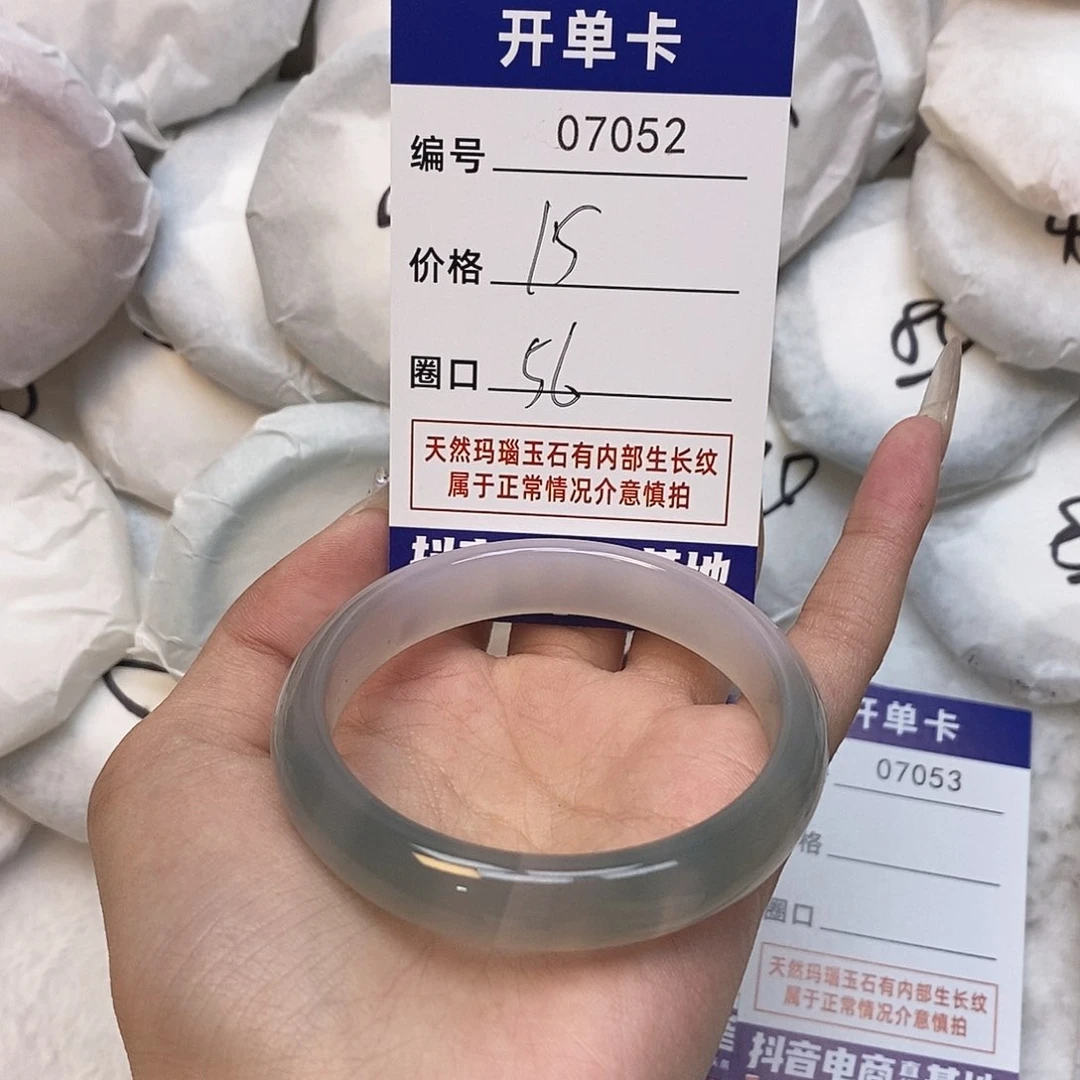 开单卡
编号 07052
价格 15
圈口 56
天然玛瑙玉石有内部生长纹
属于正常情况介意慎拍
开单卡
07053
格
圈口
天然玛瑙玉石有内部生长纹
属于正常情况介意慎拍
抖音电商直基地